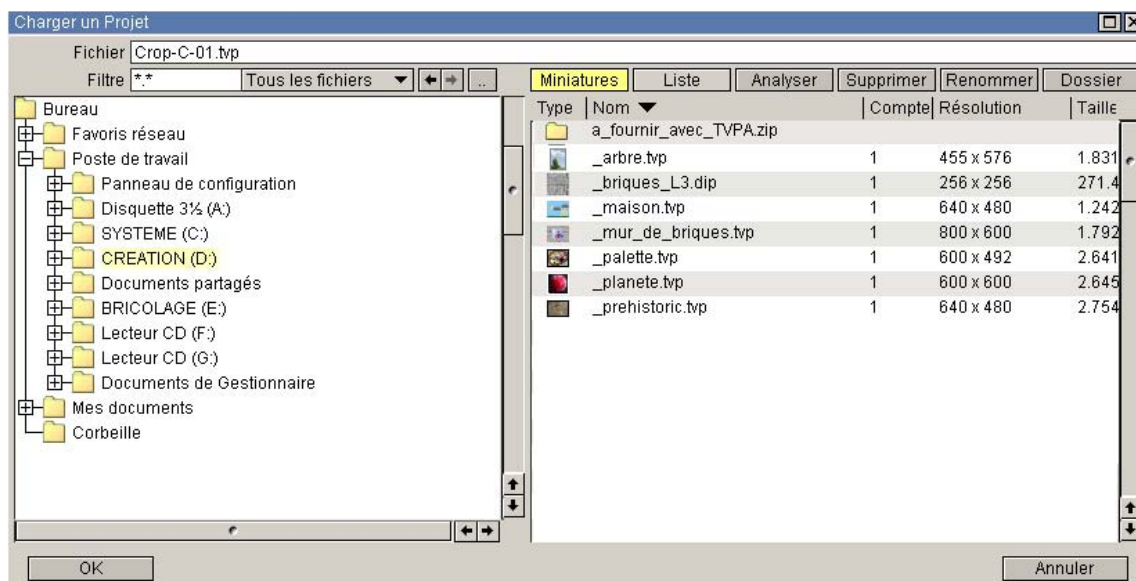 Charger un Projet
Fichier Crop-C-01.tvp
Filtre *.* Tous les fichiers ..
Miniatures Liste Analyser Supprimer Renommer Dossier
Bureau
Favoris réseau
Poste de travail
Panneau de configuration
Disquette 3½ (A:)
SYSTEME (C:)
CREATION (D:)
Documents partagés
BRICOLAGE (E:)
Lecteur CD (F:)
Lecteur CD (G:)
Documents de Gestionnaire
Mes documents
Corbeille
Type Nom Compte Résolution Taille
a_fournir_avec_TVPA.zip
_arbre.tvp 1 455 x 576 1.831
_briques_L3.dip 1 256 x 256 271.4
_maison.tvp 1 640 x 480 1.242
_mur_de_briques.tvp 1 800 x 600 1.792
_palette.tvp 1 600 x 492 2.641
_planete.tvp 1 600 x 600 2.645
_prehistoric.tvp 1 640 x 480 2.754
OK Annuler